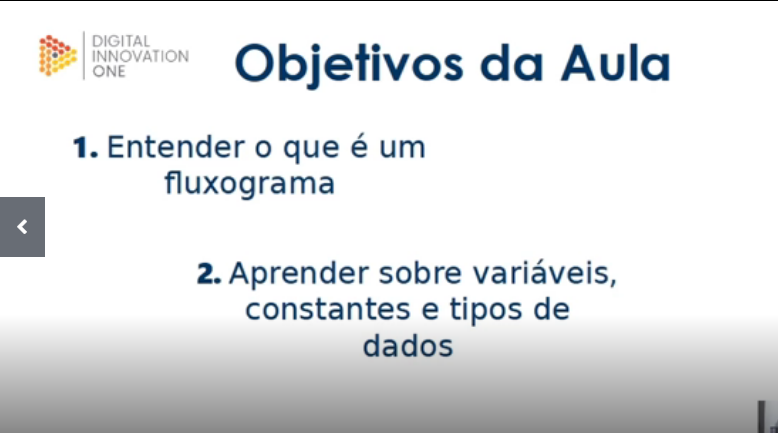 DIGITAL
INNOVATION
ONE
Objetivos da Aula
1. Entender o que é um
fluxograma
2. Aprender sobre variáveis,
constantes e tipos de
dados